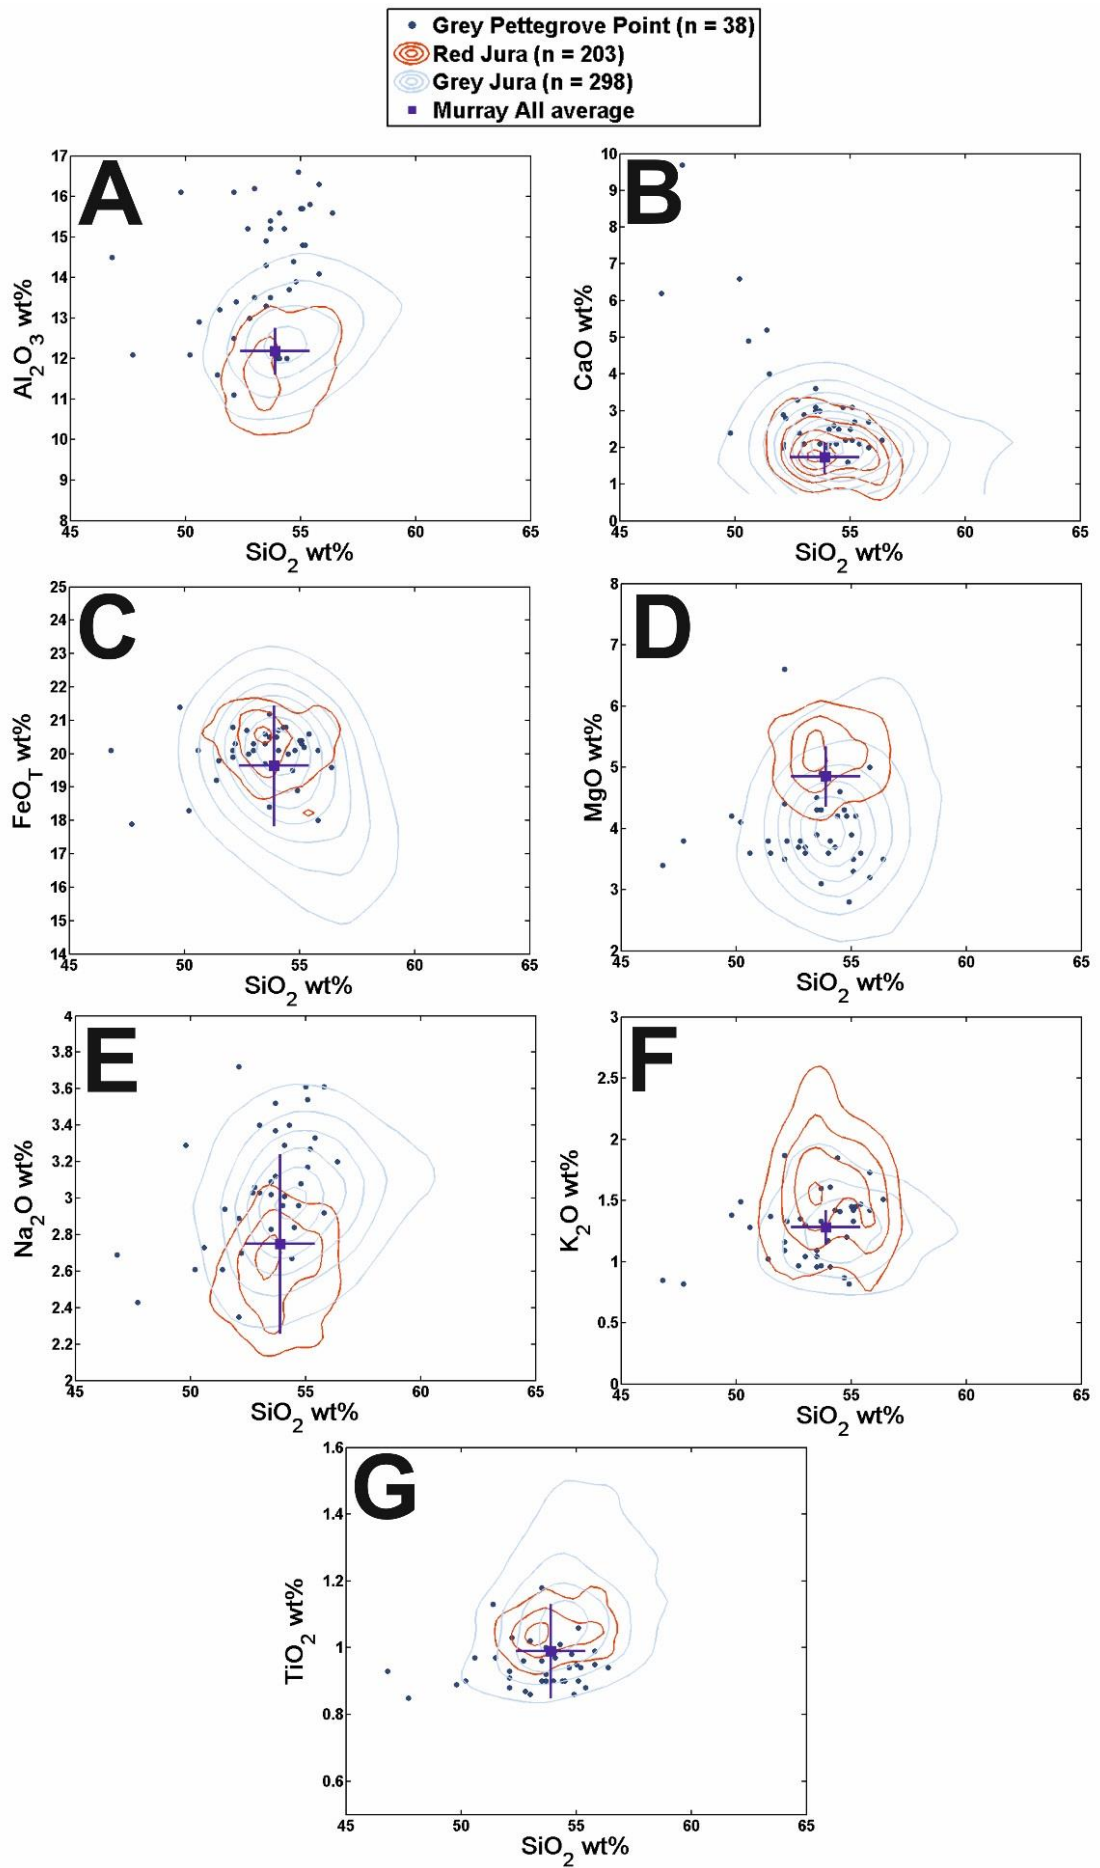 Grey Pettegrove Point (n = 38)
Red Jura (n = 203)
Grey Jura (n = 298)
Murray All average
A
17
16
15
14
13
12
11
10
9
8
Al2O3 wt%
45 50 55 60 65
SiO2 wt%
B
10
9
8
7
6
5
4
3
2
1
0
CaO wt%
45 50 55 60 65
SiO2 wt%
C
25
24
23
22
21
20
19
18
17
16
15
14
FeOT wt%
45 50 55 60 65
SiO2 wt%
D
8
7
6
5
4
3
2
MgO wt%
45 50 55 60 65
SiO2 wt%
E
4
3.8
3.6
3.4
3.2
3
2.8
2.6
2.4
2.2
2
Na2O wt%
45 50 55 60 65
SiO2 wt%
F
3
2.5
2
1.5
1
0.5
0
K2O wt%
45 50 55 60 65
SiO2 wt%
G
1.6
1.4
1.2
1
0.8
0.6
TiO2 wt%
45 50 55 60 65
SiO2 wt%